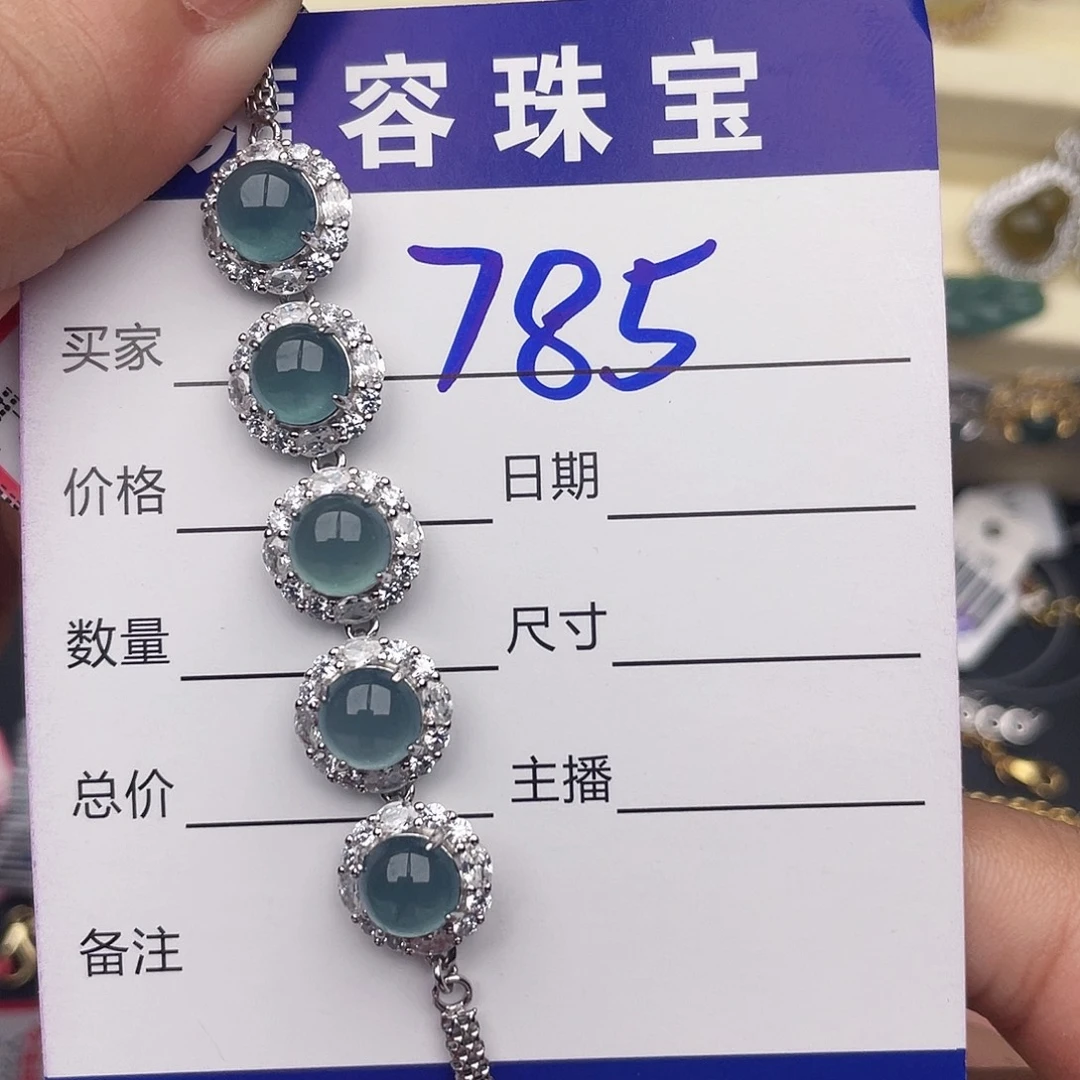 容珠宝
买家 785
价格 日期
数量 尺寸
总价 主播
备注